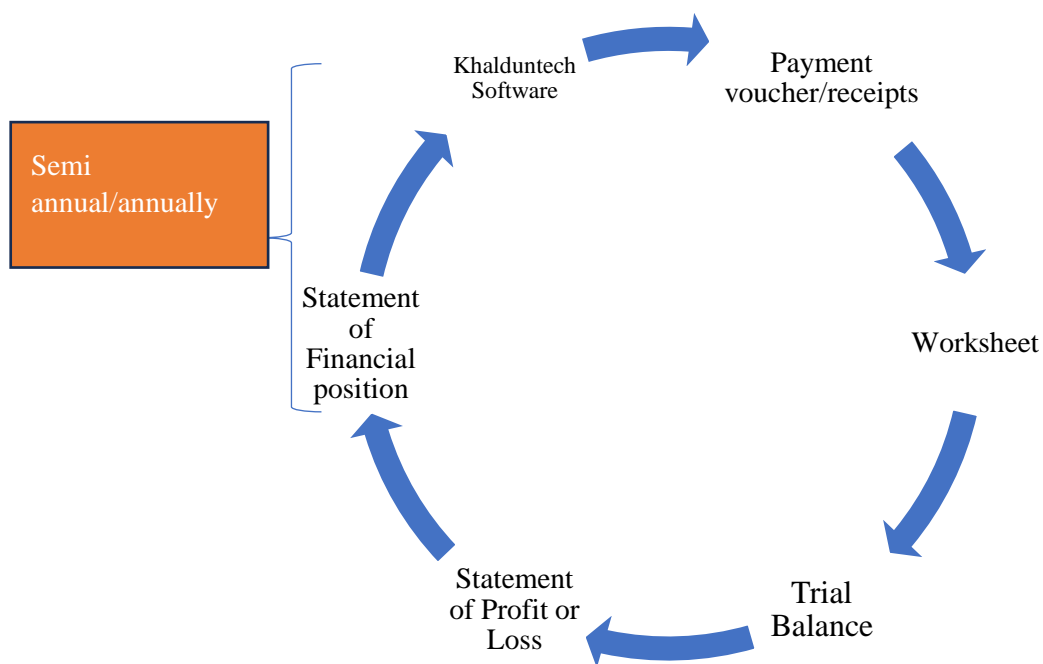 Khalduntech
Software
Payment
voucher/receipts
Worksheet
Trial
Balance
Statement
of Profit or
Loss
Statement
of
Financial
position
Semi
annual/annually